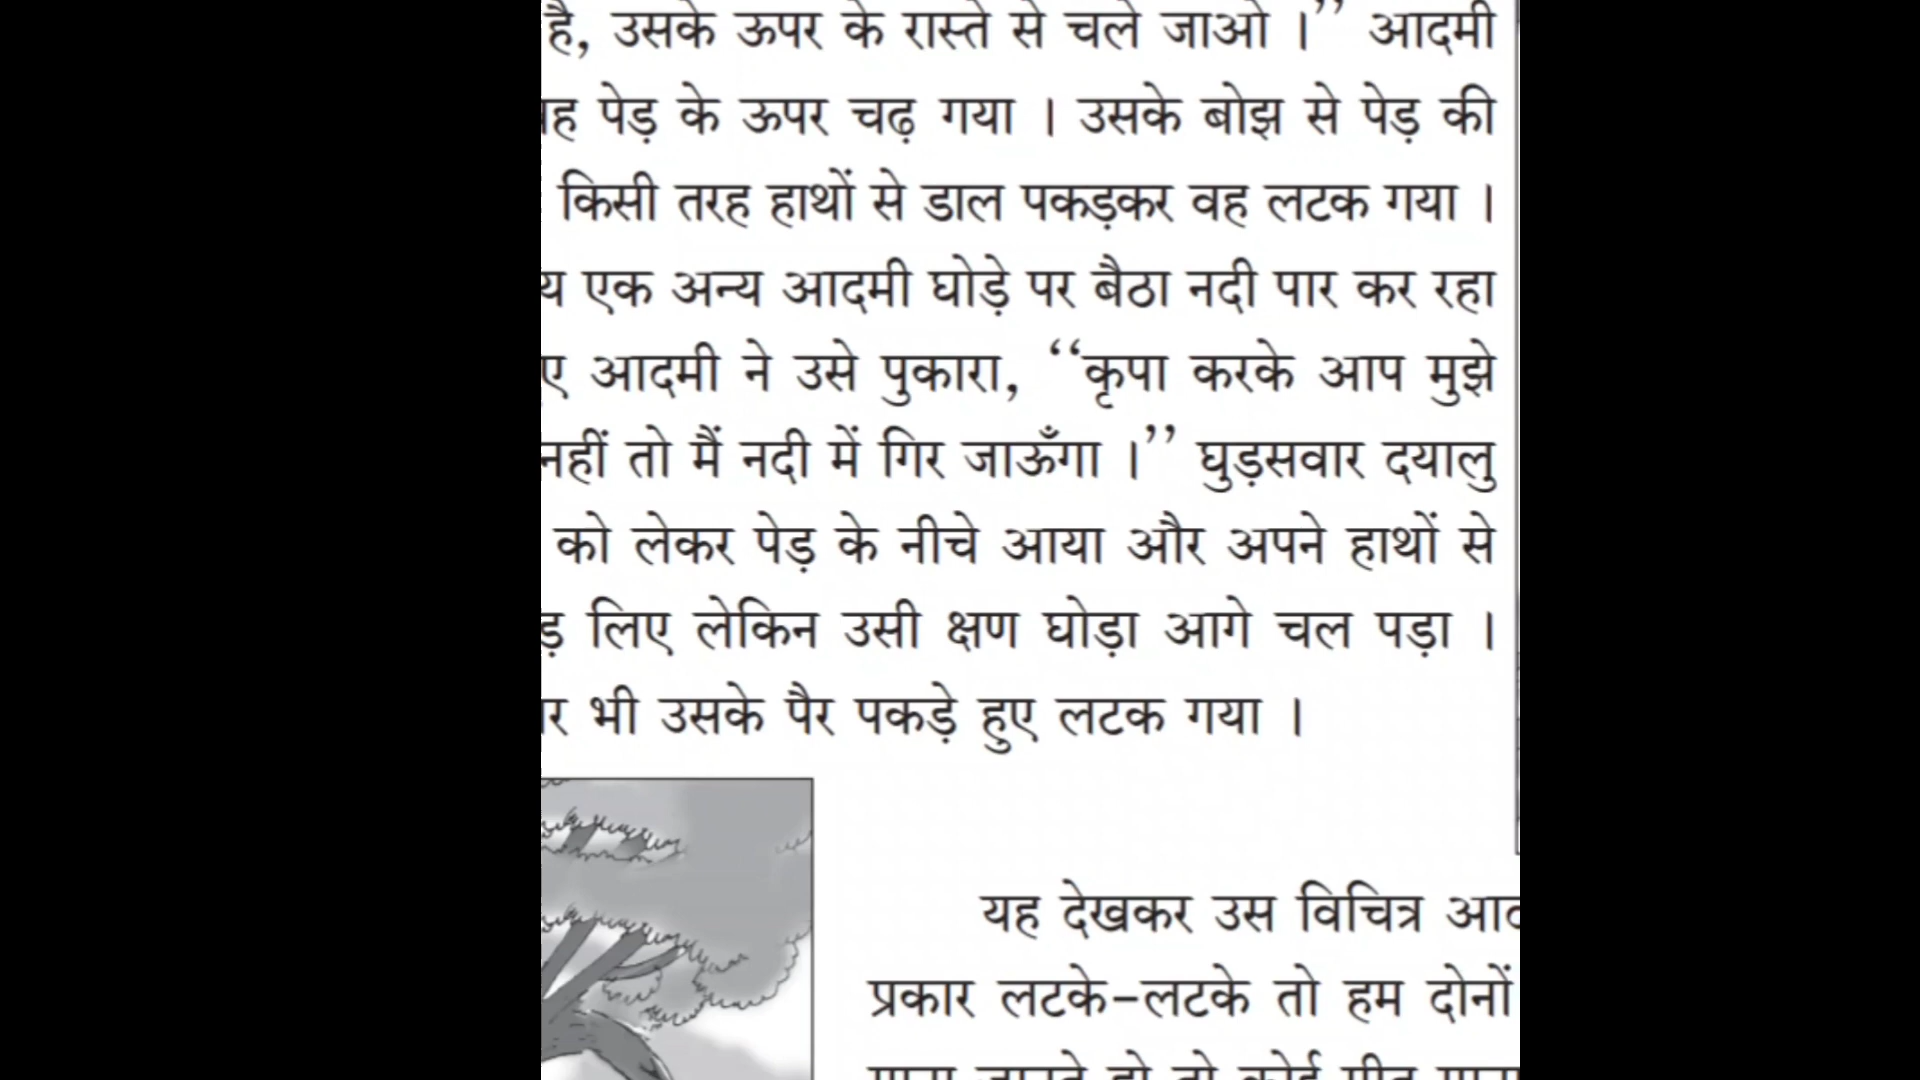 है, उसके ऊपर के रास्ते से चले जाओ ।’’ आदमी
पेड़ के ऊपर चढ़ गया । उसके बोझ से पेड़ की
किसी तरह हाथों से डाल पकड़कर वह लटक गया ।
एक अन्य आदमी घोड़े पर बैठा नदी पार कर रहा
आदमी ने उसे पुकारा, ‘‘कृपा करके आप मुझे
नहीं तो मैं नदी में गिर जाऊँगा ।’’ घुड़सवार दयालु
को लेकर पेड़ के नीचे आया और अपने हाथों से
लिए लेकिन उसी क्षण घोड़ा आगे चल पड़ा ।
भी उसके पैर पकड़े हुए लटक गया ।
यह देखकर उस विचित्र
प्रकार लटके-लटके तो हम दोनों